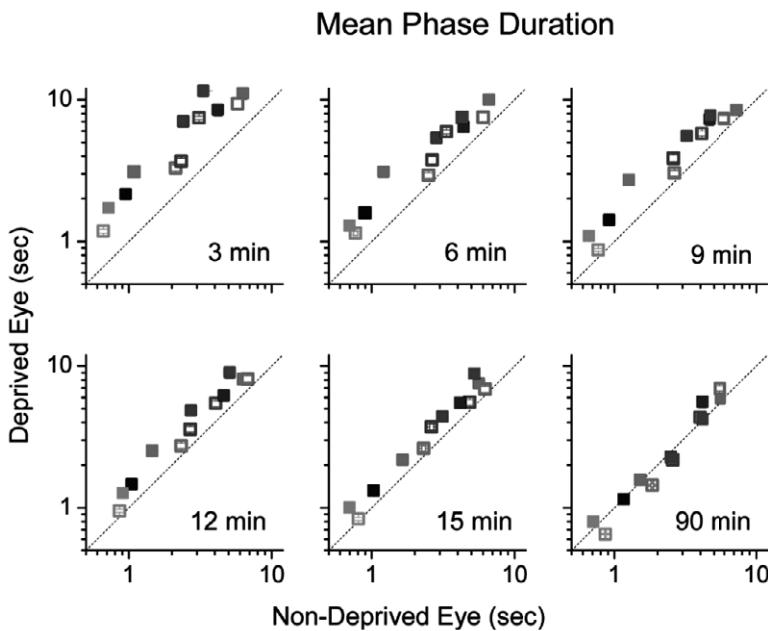 Mean Phase Duration
10
1
3 min
6 min
9 min
10
1
12 min
15 min
90 min
1 10
1 10
1 10
Deprived Eye (sec)
Non-Deprived Eye (sec)